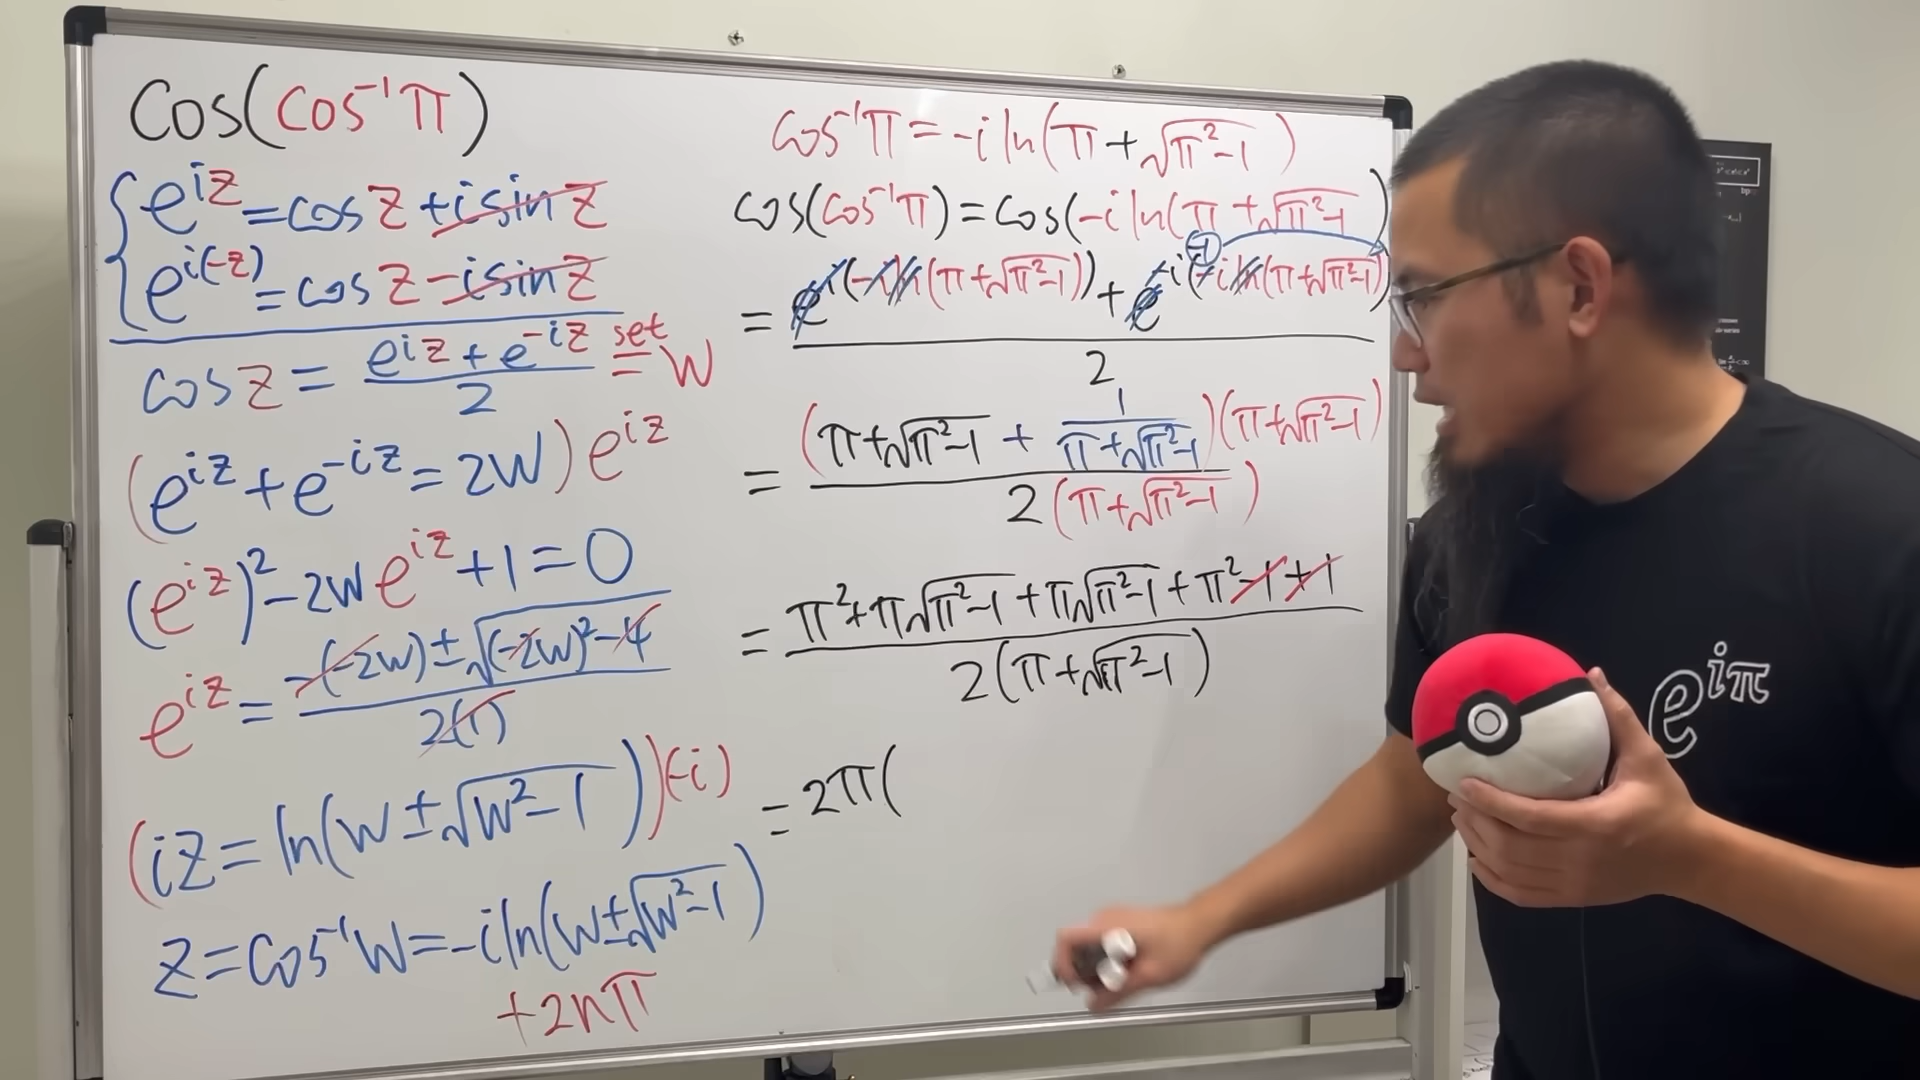 Cos(cos⁻¹π)
e^{iz} = cos z + i sin z
e^{i(-z)} = cos z - i sin z
cos z = (e^{iz} + e^{-iz})/2 set = W
(e^{iz} + e^{-iz} = 2W) e^{iz}
(e^{iz})² - 2W e^{iz} + 1 = 0
e^{iz} = (-(-2W) ± √((-2W)² - 4))/2(1)
(iz = ln(W ± √(W² - 1)))(-i)
z = cos⁻¹W = -i ln(W ± √(W² - 1))
+ 2nπ
cos⁻¹π = -i ln(π + √(π² - 1))
cos(cos⁻¹π) = cos(-i ln(π + √(π² - 1)
-1
= (e^{i(-i ln(π + √(π² - 1)))} + e^{-i(-i ln(π + √(π² - 1))})/2
= (π + √(π² - 1) + 1/(π + √(π² - 1)))(π + √(π² - 1)) / 2(π + √(π² - 1))
= (π² + π√(π² - 1) + π√(π² - 1) + π² - 1 + 1) / 2(π + √(π² - 1))
= 2π(
e^{iπ}